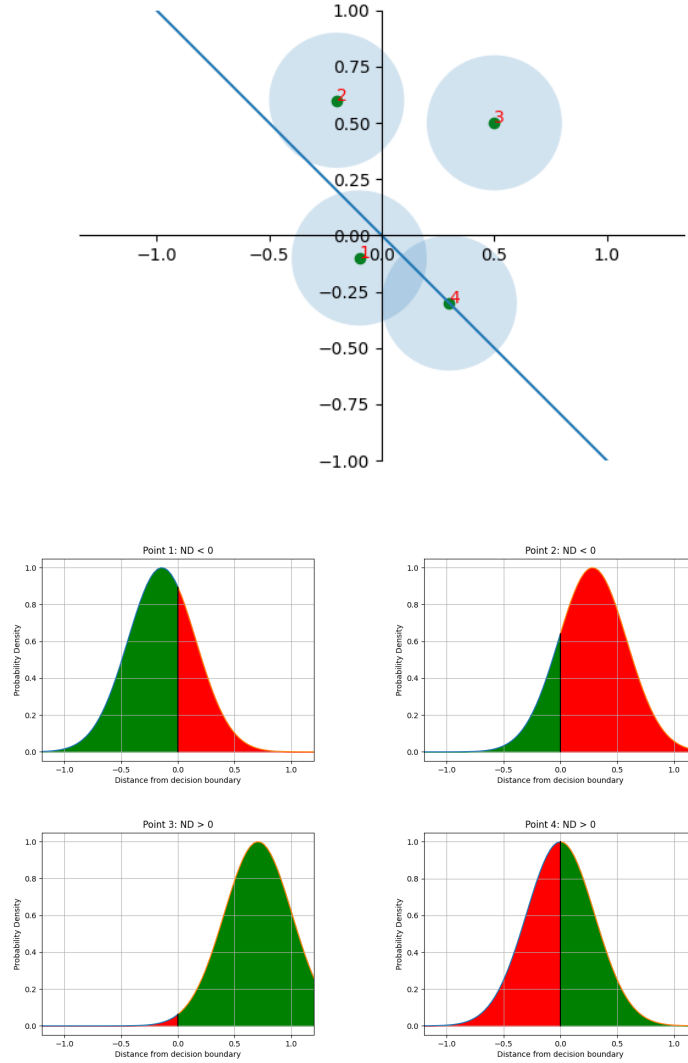 1.00
0.75
2
3
0.50
0.25
0.00
−1.0
−0.5
1
0.0
0.5
1.0
−0.25
4
−0.50
−0.75
−1.00
Point 1: ND < 0
1.0
0.8
0.6
0.4
0.2
0.0
Probability Density
−1.0 −0.5 0.0 0.5 1.0
Distance from decision boundary
Point 2: ND < 0
1.0
0.8
0.6
0.4
0.2
0.0
Probability Density
−1.0 −0.5 0.0 0.5 1.0
Distance from decision boundary
Point 3: ND > 0
1.0
0.8
0.6
0.4
0.2
0.0
Probability Density
−1.0 −0.5 0.0 0.5 1.0
Distance from decision boundary
Point 4: ND > 0
1.0
0.8
0.6
0.4
0.2
0.0
Probability Density
−1.0 −0.5 0.0 0.5 1.0
Distance from decision boundary